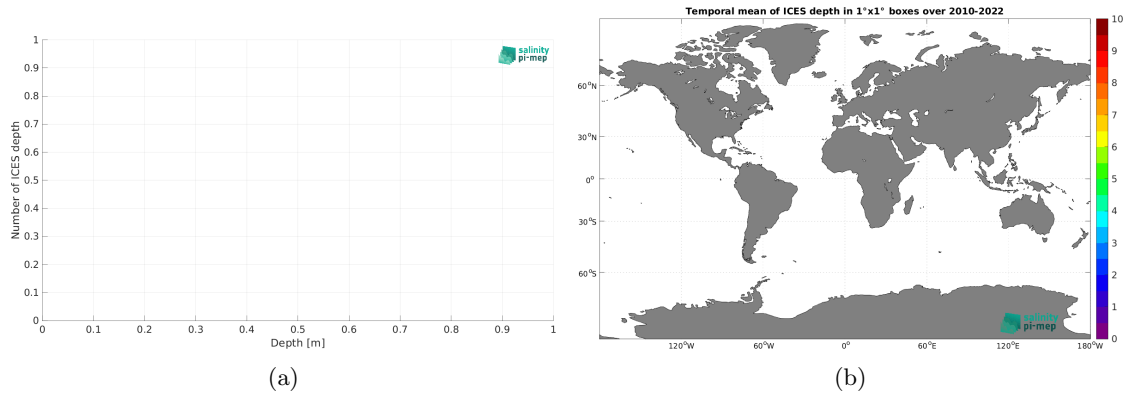 Temporal mean of ICES depth in 1°x1° boxes over 2010-2022
1
0.9
0.8
0.7
0.6
0.5
0.4
0.3
0.2
0.1
0
Number of ICES depth
0 0.1 0.2 0.3 0.4 0.5 0.6 0.7 0.8 0.9 1
Depth [m]
salinity
pi-mep
(a)
60°N
30°N
0°
30°S
60°S
120°W 60°W 0° 60°E 120°E 180°W
salinity
pi-mep
10
9
8
7
6
5
4
3
2
1
0
(b)